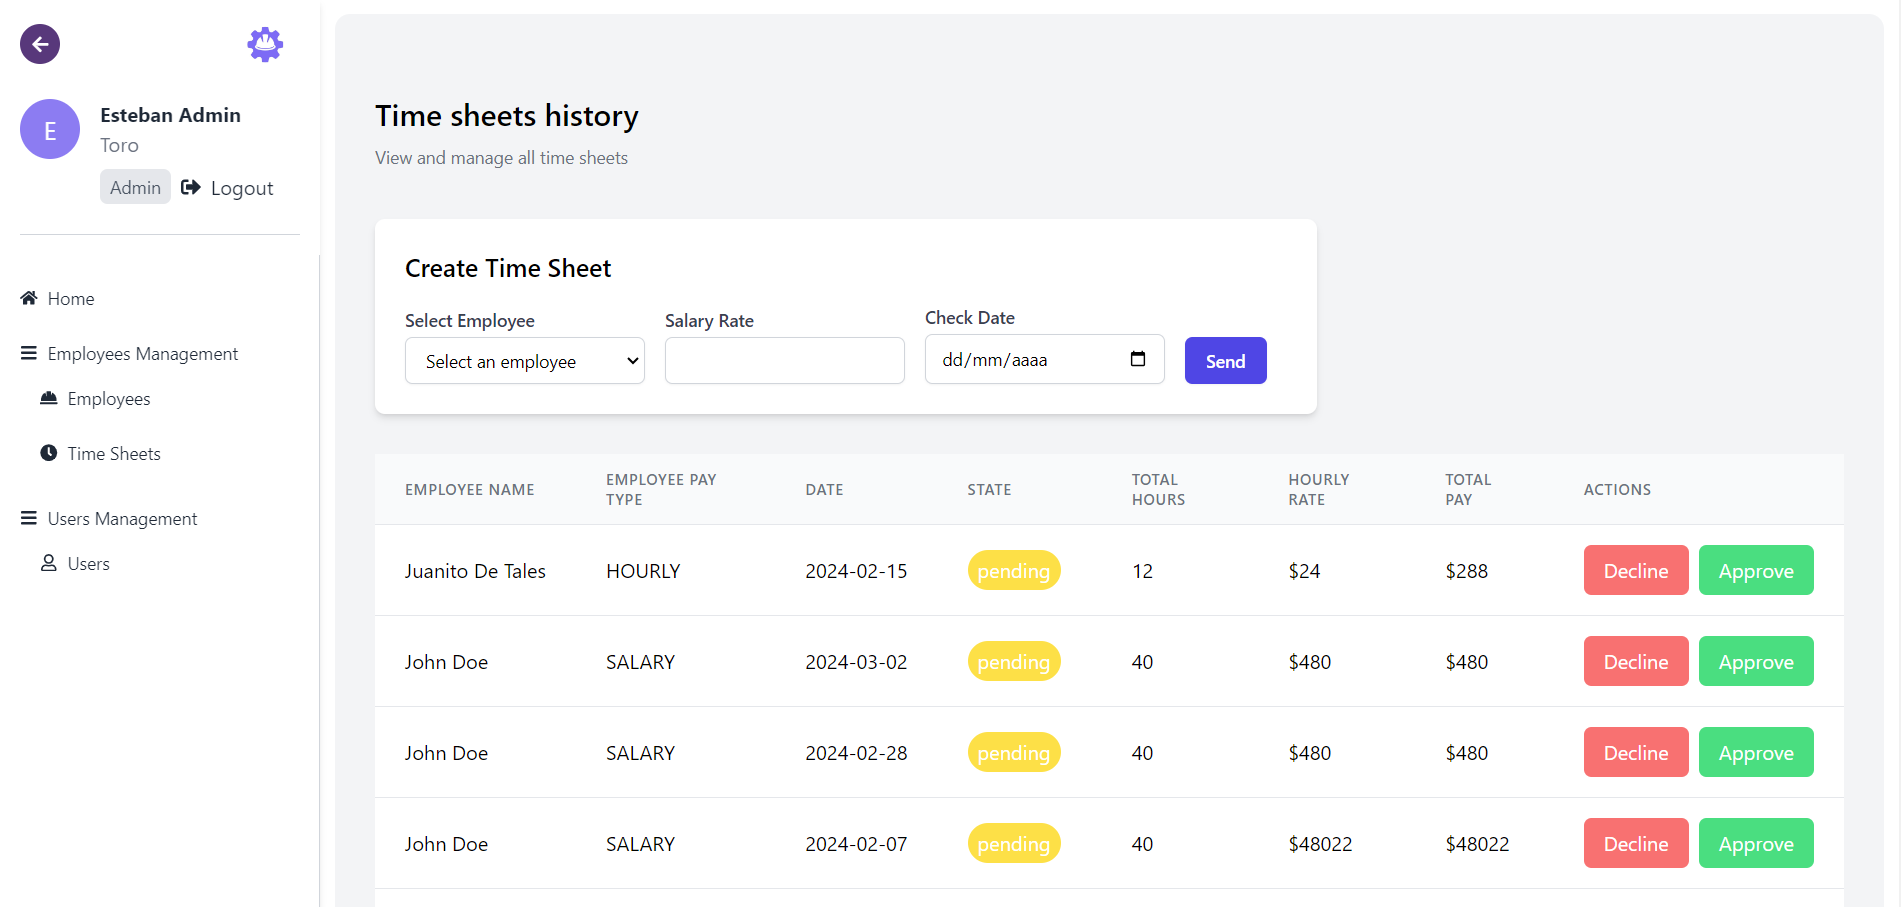 E
Esteban Admin
Toro
Admin
Logout
Home
Employees Management
Employees
Time Sheets
Users Management
Users
Time sheets history
View and manage all time sheets
Create Time Sheet
Select Employee
Salary Rate
Check Date
Select an employee
dd/mm/aaaa
Send
EMPLOYEE NAME
EMPLOYEE PAY
TYPE
DATE
STATE
TOTAL
HOURS
HOURLY
RATE
TOTAL
PAY
ACTIONS
Juanito De Tales HOURLY 2024-02-15 pending 12 $24 $288 Decline Approve
John Doe SALARY 2024-03-02 pending 40 $480 $480 Decline Approve
John Doe SALARY 2024-02-28 pending 40 $480 $480 Decline Approve
John Doe SALARY 2024-02-07 pending 40 $48022 $48022 Decline Approve